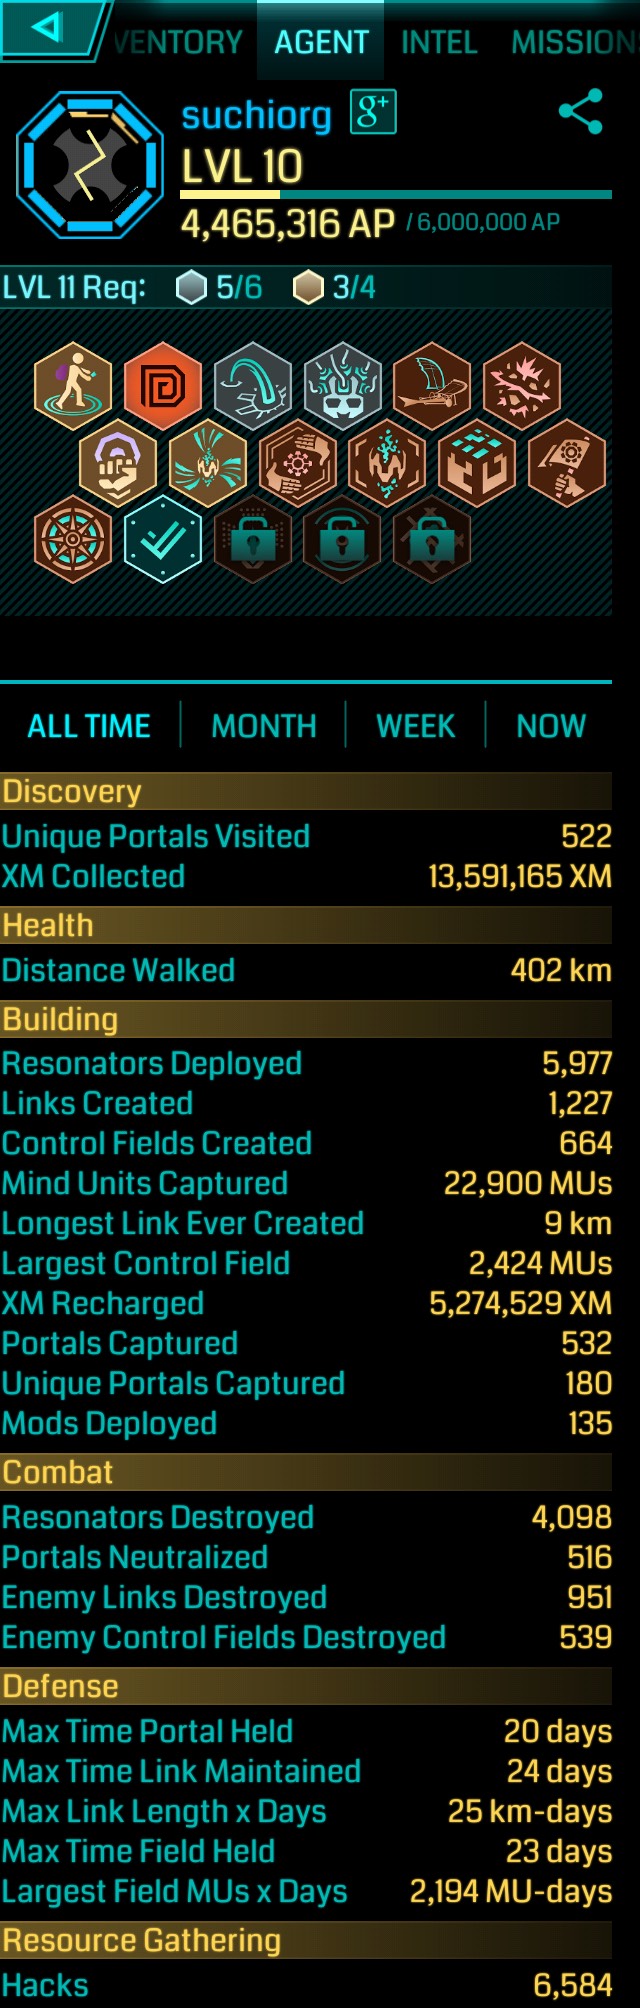 VENTORY AGENT INTEL MISSION
suchiorg g+
LVL 10
4,465,316 AP / 6,000,000 AP
LVL 11 Req: 5/6 3/4
ALL TIME MONTH WEEK NOW
Discovery
Unique Portals Visited 522
XM Collected 13,591,165 XM
Health
Distance Walked 402 km
Building
Resonators Deployed 5,977
Links Created 1,227
Control Fields Created 664
Mind Units Captured 22,900 MUs
Longest Link Ever Created 9 km
Largest Control Field 2,424 MUs
XM Recharged 5,274,529 XM
Portals Captured 532
Unique Portals Captured 180
Mods Deployed 135
Combat
Resonators Destroyed 4,098
Portals Neutralized 516
Enemy Links Destroyed 951
Enemy Control Fields Destroyed 539
Defense
Max Time Portal Held 20 days
Max Time Link Maintained 24 days
Max Link Length x Days 25 km-days
Max Time Field Held 23 days
Largest Field MUs x Days 2,194 MU-days
Resource Gathering
Hacks 6,584